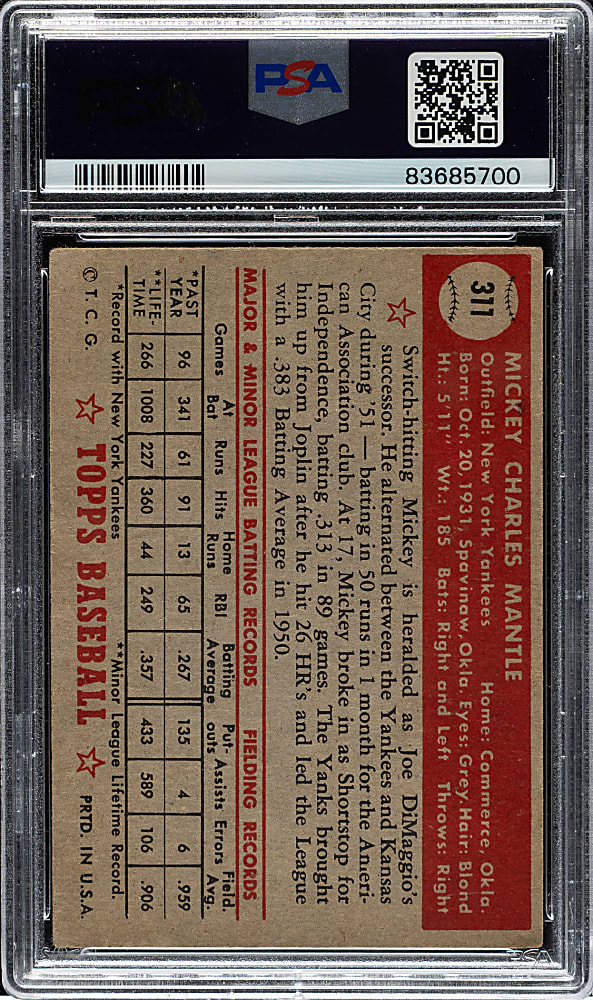 PSA
83685700
311
MICKEY CHARLES MANTLE
Outfield: New York Yankees Home: Commerce, Okla.
Born: Oct. 20, 1931, Spavinaw, Okla. Eyes: Grey Hair: Blond
Ht.: 5'11" Wt.: 185 Bats: Right and Left Throws: Right
Switch-hitting Mickey is heralded as Joe DiMaggio's
successor. He alternated between the Yankees and Kansas
City during '51 — batting in 50 runs in 1 month for the Ameri-
can Association club. At 17, Mickey broke in as Shortstop for
Independence, batting .313 in 89 games. The Yanks brought
him up from Joplin after he hit 26 HR's and led the League
with a .383 Batting Average in 1950.
MAJOR & MINOR LEAGUE BATTING RECORDS FIELDING RECORDS
Games At Bat Runs Hits Home Runs RBI Batting Average Put-outs Assists Errors Field. Avg.
*PAST YEAR 96 341 61 91 13 65 .267 135 4 6 .959
**LIFE-TIME 266 1008 227 360 44 249 .357 433 589 106 .906
*Record with New York Yankees **Minor League Lifetime Record.
© T. C. G. TOPPS BASEBALL PRTD. IN U.S.A.